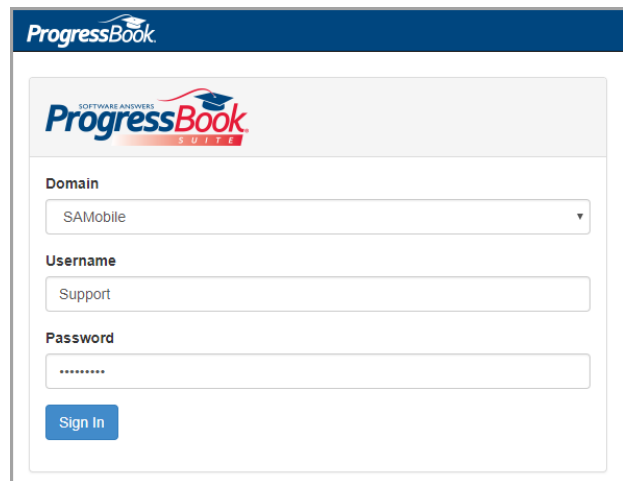 ProgressBook.
SOFTWARE ANSWERS
ProgressBook.
SUITE
Domain
SAMobile
Username
Support
Password
•••••••••
Sign In